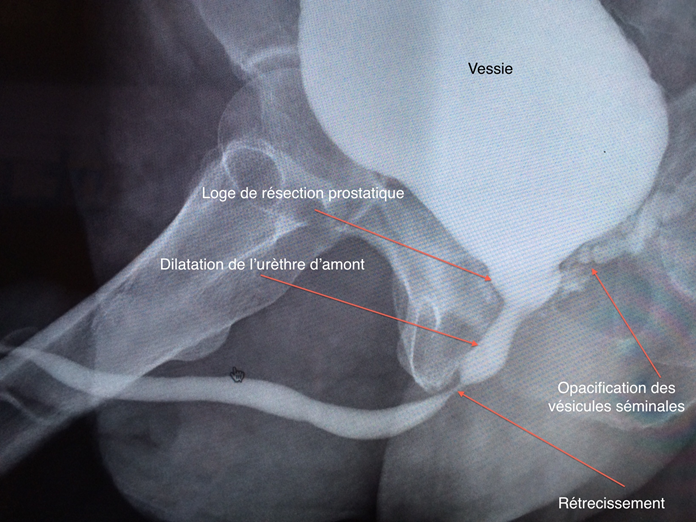 Vessie
Loge de résection prostatique
Dilatation de l'urèthre d'amont
Opacification des
vésicules séminales
Rétrecissement